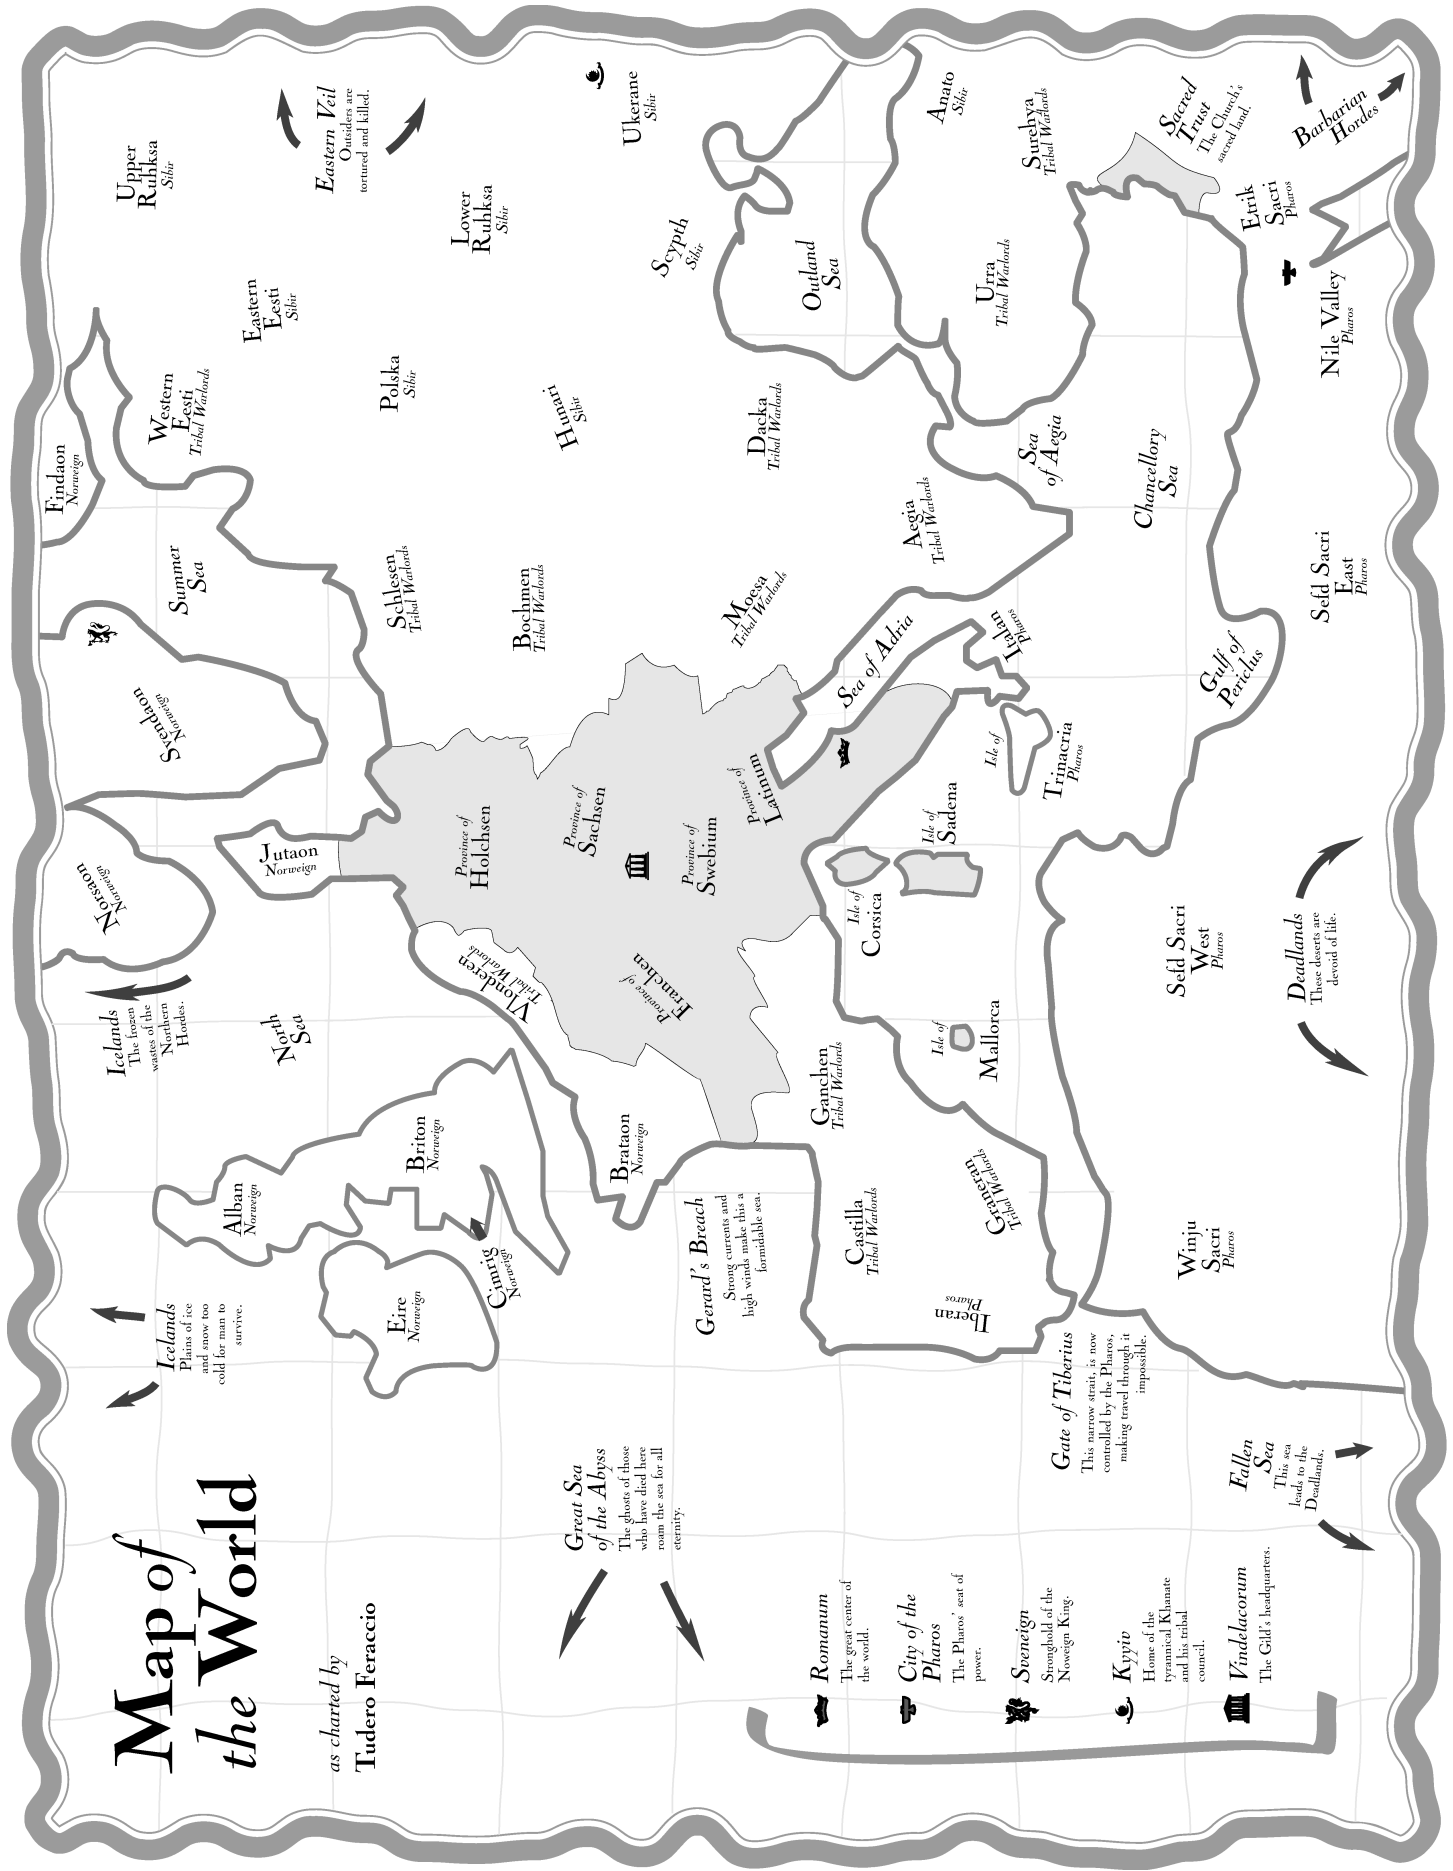 Map of
the World
as charted by
Tudero Feraccio
Icelands
Plains of ice
and snow too
cold for man to
survive.
Icelands
The frozen
wastes of the
Northern
Hordes.
Norsaon
Norweign
Svendaon
Norweign
Findaon
Norweign
Summer
Sea
Western
Eesti
Tribal Warlords
Eastern
Eesti
Sibir
Upper
Ruhksa
Sibir
Eastern Veil
Outsiders are
tortured and killed.
Alban
Norweign
North
Sea
Jutaon
Norweign
Eire
Norweign
Briton
Norweign
Cimrig
Norweign
Schlesen
Tribal Warlords
Polska
Sibir
Lower
Ruhksa
Sibir
Vlonderen
Tribal Warlords
Province of
Holchsen
Bochmen
Tribal Warlords
Hunari
Sibir
Ukerane
Sibir
Scypth
Sibir
Great Sea
of the Abyss
The ghosts of those
who have died here
roam the sea for all
eternity.
Brataon
Norweign
Province of
Franchen
Province of
Sachsen
Province of
Swebium
Province of
Latinum
Moesa
Tribal Warlords
Dacka
Tribal Warlords
Outland
Sea
Gerard's Breach
Strong currents and
high winds make this a
formidable sea.
Ganchen
Tribal Warlords
Castilla
Tribal Warlords
Graneran
Tribal Warlords
Iberan
Pharos
Isle of
Corsica
Isle of
Sadena
Isle of
Mallorca
Sea of Adria
Italan
Pharos
Isle of
Trinacria
Pharos
Aegia
Tribal Warlords
Sea
of Aegia
Urra
Tribal Warlords
Anato
Sibir
Surehya
Tribal Warlords
Sacred
Trust
The Church's
sacred land.
Barbarian
Hordes
Chancellory
Sea
Gulf of
Periclus
Etrik
Sacri
Pharos
Nile Valley
Pharos
Sefd Sacri
East
Pharos
Sefd Sacri
West
Pharos
Winju
Sacri
Pharos
Deadlands
These deserts are
devoid of life.
Gate of Tiberius
This narrow strait, is now
controlled by the Pharos,
making travel through it
impossible.
Fallen
Sea
This sea
leads to the
Deadlands.
Romanum
The great center of
the world.
City of the
Pharos
The Pharos' seat of
power.
Sveneign
Stronghold of the
Noweign King.
Kyyiv
Home of the
tyrannical Khanate
and his tribal
council.
Vindelacorum
The Gild's headquarters.